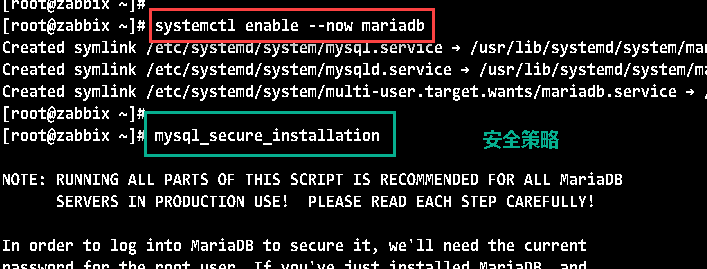 [root@zabbix ~]#
[root@zabbix ~]# systemctl enable --now mariadb
Created symlink /etc/systemd/system/mysql.service → /usr/lib/systemd/system/mar
Created symlink /etc/systemd/system/mysqld.service → /usr/lib/systemd/system/ma
Created symlink /etc/systemd/system/multi-user.target.wants/mariadb.service → /
[root@zabbix ~]#
[root@zabbix ~]# mysql_secure_installation 安全策略
NOTE: RUNNING ALL PARTS OF THIS SCRIPT IS RECOMMENDED FOR ALL MariaDB
SERVERS IN PRODUCTION USE! PLEASE READ EACH STEP CAREFULLY!
In order to log into MariaDB to secure it, we'll need the current
password for the root user. If you've just installed MariaDB, and